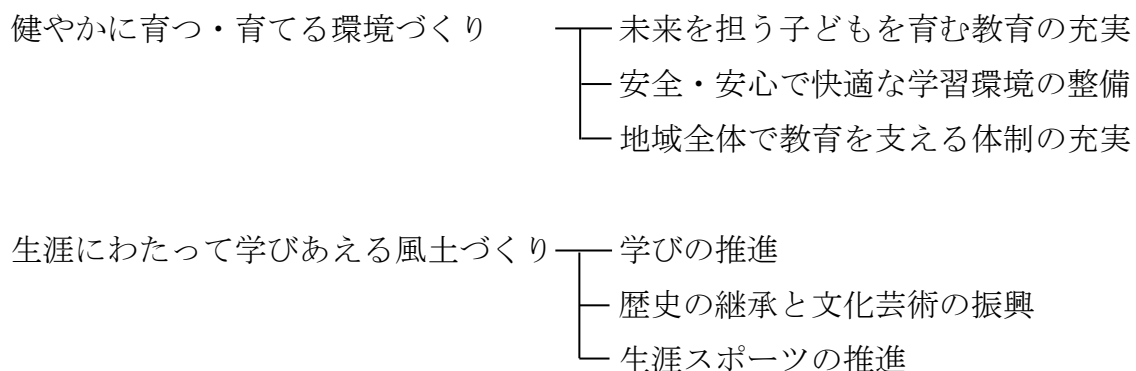 健やかに育つ・育てる環境づくり 未来を担う子どもを育む教育の充実
安全・安心で快適な学習環境の整備
地域全体で教育を支える体制の充実
生涯にわたって学びあえる風土づくり 学びの推進
歴史の継承と文化芸術の振興
生涯スポーツの推進